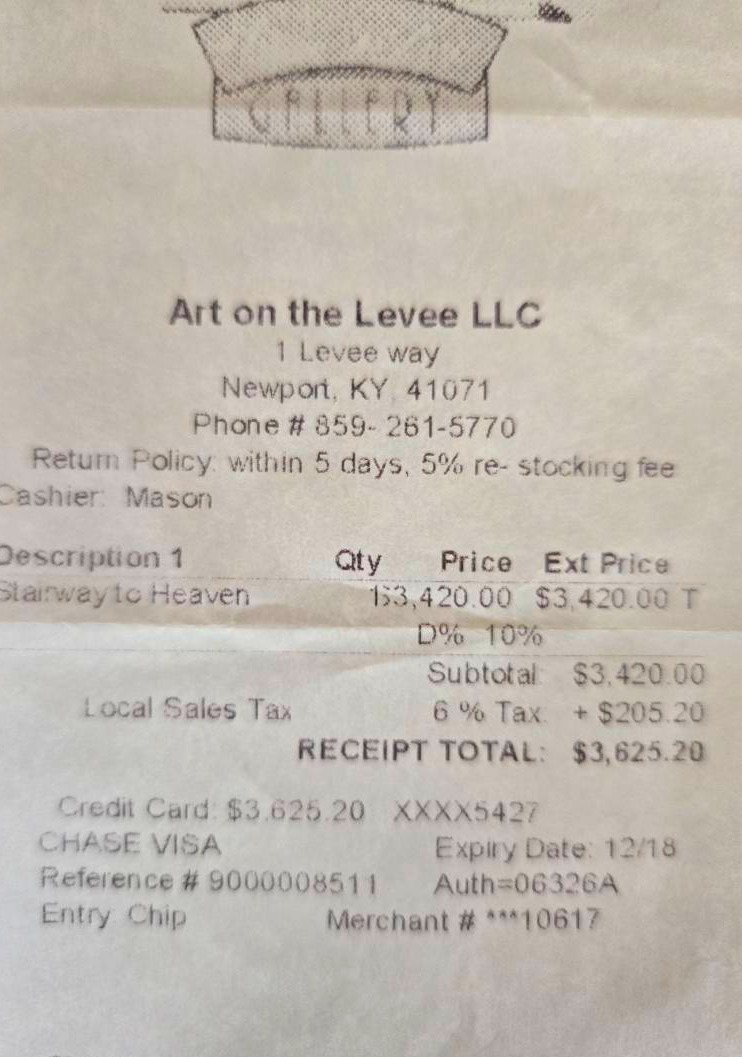 GALLERY
Art on the Levee LLC
1 Levee way
Newport, KY 41071
Phone # 859- 261-5770
Return Policy: within 5 days, 5% re- stocking fee
Cashier: Mason
Description 1 Qty Price Ext Price
Stairway to Heaven 1 $3,420.00 $3,420.00 T
D% 10%
Subtotal: $3,420.00
Local Sales Tax 6 % Tax: + $205.20
RECEIPT TOTAL: $3,625.20
Credit Card: $3,625.20 XXXX5427
CHASE VISA Expiry Date: 12/18
Reference # 9000008511 Auth=06326A
Entry: Chip Merchant # ***10617